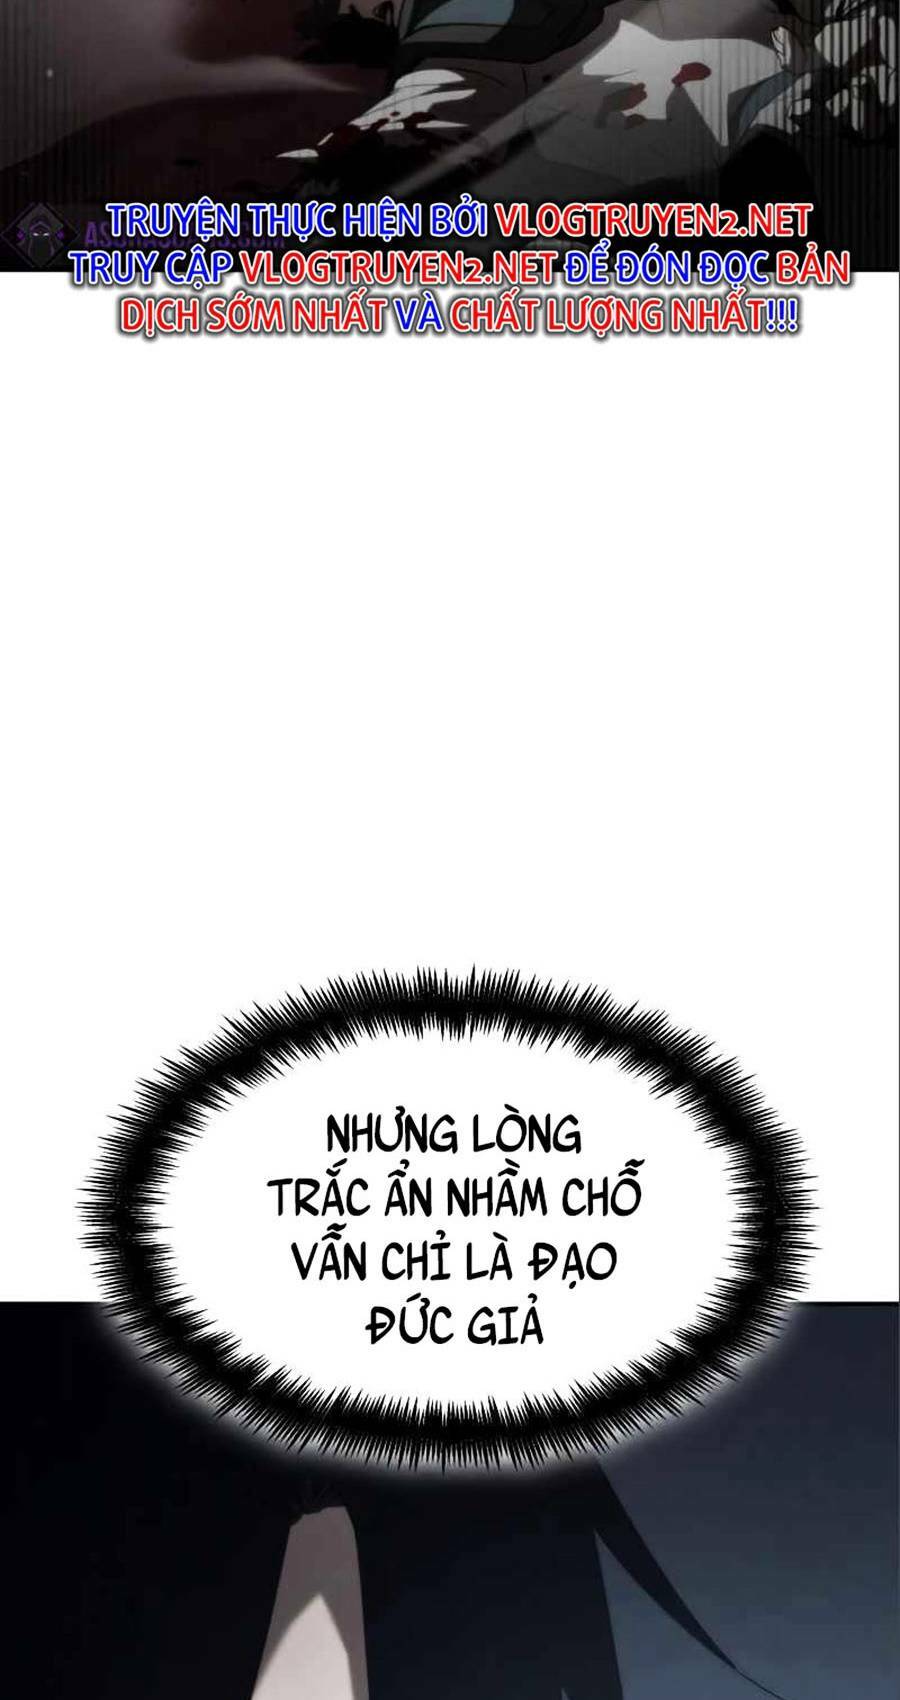 TRUYỆN THỰC HIỆN BỞI VLOGTRUYEN2.NET
TRUY CẬP VLOGTRUYEN2.NET ĐỂ ĐÓN ĐỌC BẢN
DỊCH SỚM NHẤT VÀ CHẤT LƯỢNG NHẤT!!!
NHƯNG LÒNG
TRẮC ẨN NHẦM CHỖ
VẪN CHỈ LÀ ĐẠO
ĐỨC GIẢ